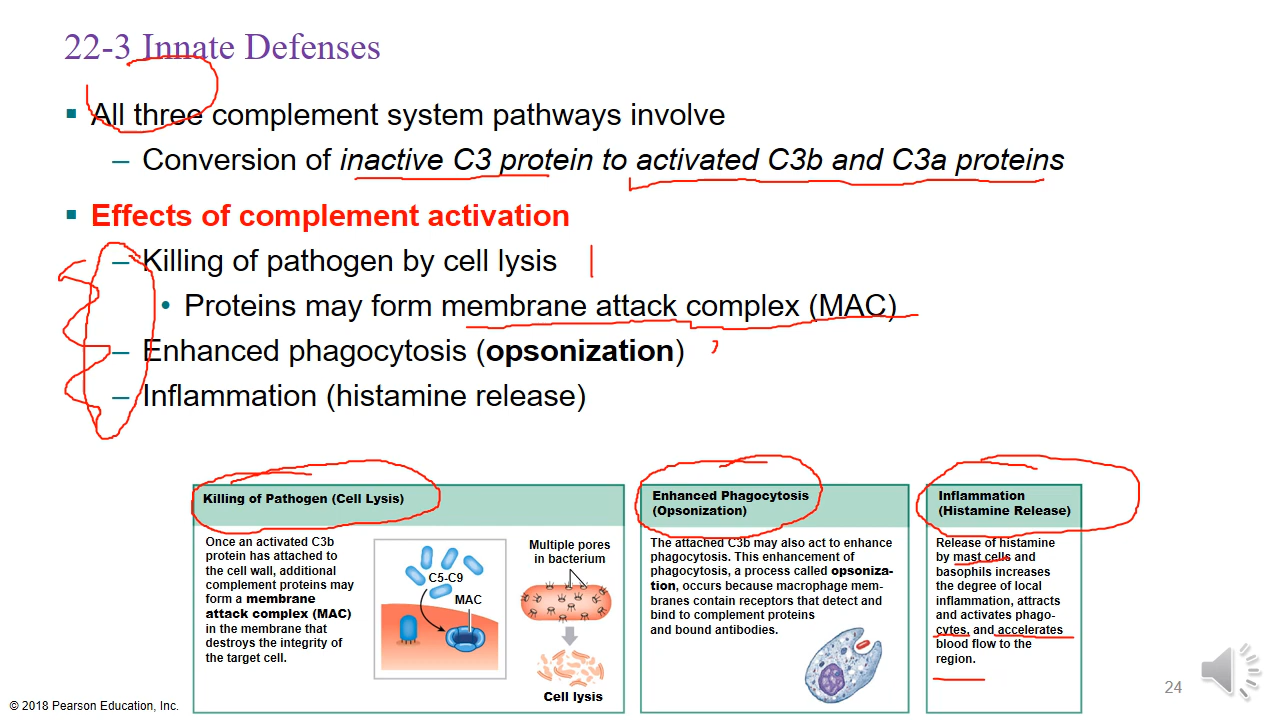 22-3 Innate Defenses
▪ All three complement system pathways involve
– Conversion of inactive C3 protein to activated C3b and C3a proteins
▪ Effects of complement activation
– Killing of pathogen by cell lysis
• Proteins may form membrane attack complex (MAC)
– Enhanced phagocytosis (opsonization)
– Inflammation (histamine release)
Killing of Pathogen (Cell Lysis)
Once an activated C3b
protein has attached to
the cell wall, additional
complement proteins may
form a membrane
attack complex (MAC)
in the membrane that
destroys the integrity of
the target cell.
C5-C9
MAC
Multiple pores
in bacterium
Cell lysis
Enhanced Phagocytosis
(Opsonization)
The attached C3b may also act to enhance
phagocytosis. This enhancement of
phagocytosis, a process called opsoniza-
tion, occurs because macrophage mem-
branes contain receptors that detect and
bind to complement proteins
and bound antibodies.
Inflammation
(Histamine Release)
Release of histamine
by mast cells and
basophils increases
the degree of local
inflammation, attracts
and activates phago-
cytes, and accelerates
blood flow to the
region.
24
© 2018 Pearson Education, Inc.